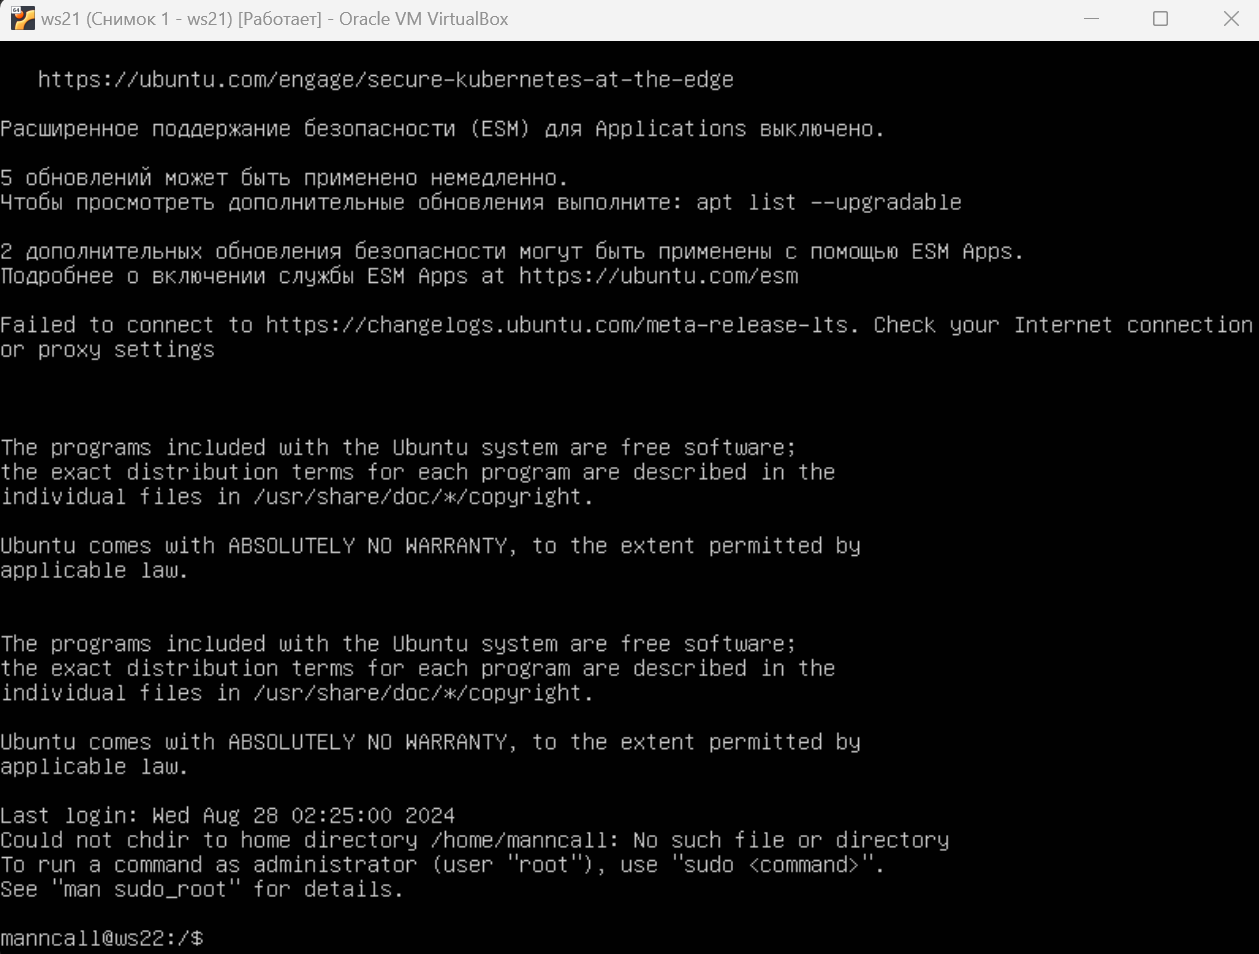 ws21 (Снимок 1 - ws21) [Работает] - Oracle VM VirtualBox
https://ubuntu.com/engage/secure-kubernetes-at-the-edge
Расширенное поддержание безопасности (ESM) для Applications выключено.
5 обновлений может быть применено немедленно.
Чтобы просмотреть дополнительные обновления выполните: apt list --upgradable
2 дополнительных обновления безопасности могут быть применены с помощью ESM Apps.
Подробнее о включении службы ESM Apps at https://ubuntu.com/esm
Failed to connect to https://changelogs.ubuntu.com/meta-release-lts. Check your Internet connection
or proxy settings
The programs included with the Ubuntu system are free software;
the exact distribution terms for each program are described in the
individual files in /usr/share/doc/*/copyright.
Ubuntu comes with ABSOLUTELY NO WARRANTY, to the extent permitted by
applicable law.
The programs included with the Ubuntu system are free software;
the exact distribution terms for each program are described in the
individual files in /usr/share/doc/*/copyright.
Ubuntu comes with ABSOLUTELY NO WARRANTY, to the extent permitted by
applicable law.
Last login: Wed Aug 28 02:25:00 2024
Could not chdir to home directory /home/manncall: No such file or directory
To run a command as administrator (user "root"), use "sudo <command>".
See "man sudo_root" for details.
manncall@ws22:/$